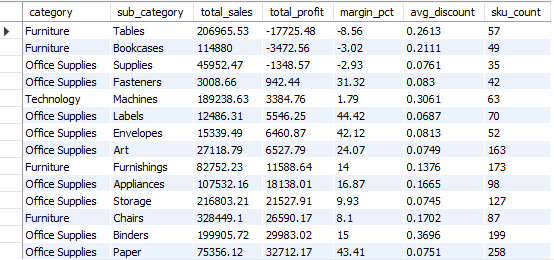 category sub_category total_sales total_profit margin_pct avg_discount sku_count
Furniture Tables 206965.53 -17725.48 -8.56 0.2613 57
Furniture Bookcases 114880 -3472.56 -3.02 0.2111 49
Office Supplies Supplies 45952.47 -1348.57 -2.93 0.0761 35
Office Supplies Fasteners 3008.66 942.44 31.32 0.083 42
Technology Machines 189238.63 3384.76 1.79 0.3061 63
Office Supplies Labels 12486.31 5546.25 44.42 0.0687 70
Office Supplies Envelopes 15339.49 6460.87 42.12 0.0813 52
Office Supplies Art 27118.79 6527.79 24.07 0.0749 163
Furniture Furnishings 82752.23 11588.64 14 0.1376 173
Office Supplies Appliances 107532.16 18138.01 16.87 0.1665 98
Office Supplies Storage 216803.21 21527.91 9.93 0.0745 127
Furniture Chairs 328449.1 26590.17 8.1 0.1702 87
Office Supplies Binders 199905.72 29983.02 15 0.3696 199
Office Supplies Paper 75356.12 32712.17 43.41 0.0751 258